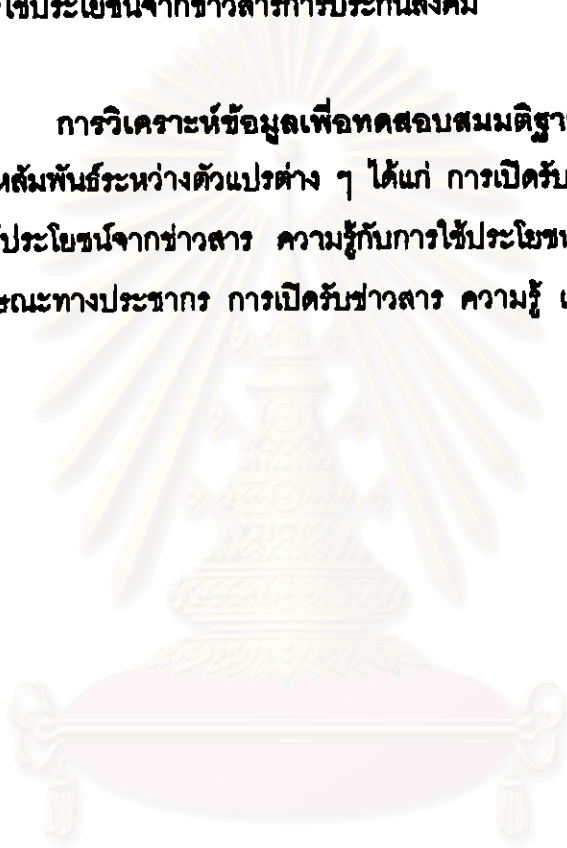 ใช้ประโยชน์จากข่าวสารการประกันสังคม
การวิเคราะห์ข้อมูลเพื่อทดสอบสมมติฐา
หสัมพันธ์ระหว่างตัวแปรต่าง ๆ ได้แก่ การเปิดรับ
ประโยชน์จากข่าวสาร ความรู้กับการใช้ประโยชน
ษณะทางประชากร การเปิดรับข่าวสาร ความรู้